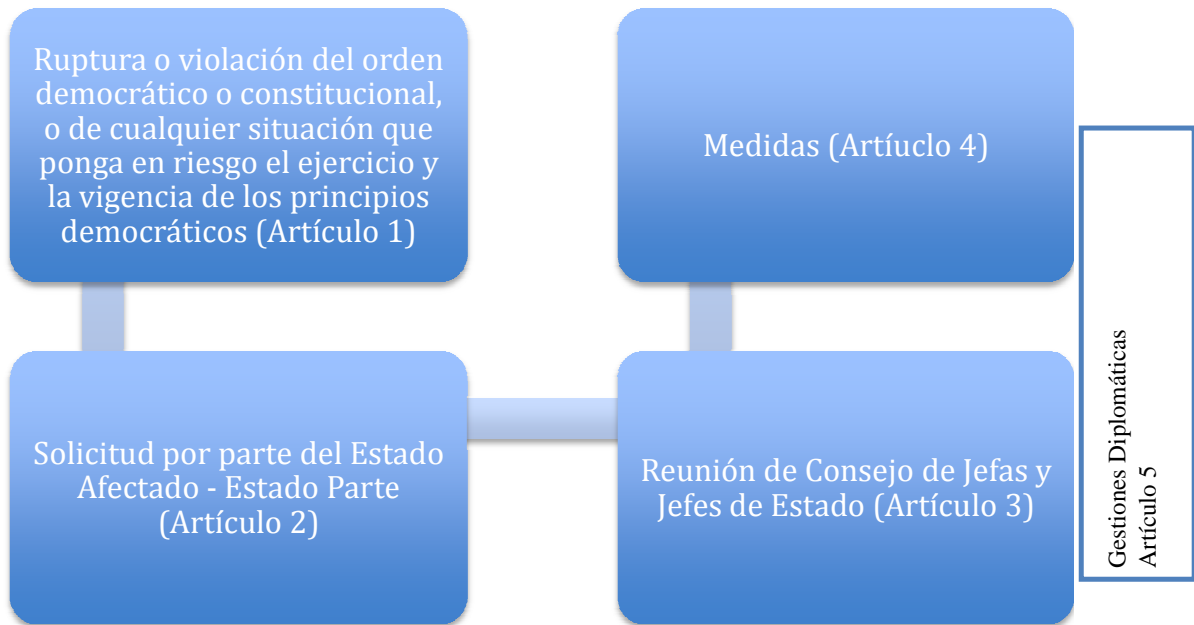 Ruptura o violación del orden
democrático o constitucional,
o de cualquier situación que
ponga en riesgo el ejercicio y
la vigencia de los principios
democráticos (Artículo 1)
Solicitud por parte del Estado
Afectado - Estado Parte
(Artículo 2)
Reunión de Consejo de Jefas y
Jefes de Estado (Artículo 3)
Medidas (Artíuclo 4)
Gestiones Diplomáticas
Artículo 5